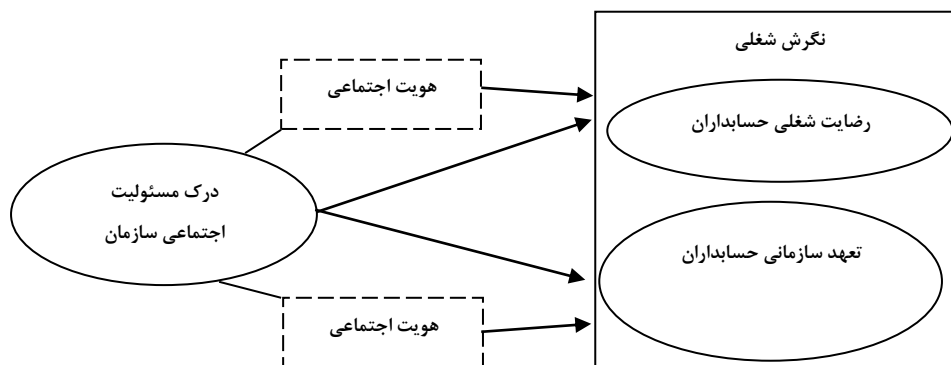 نگرش شغلی
هویت اجتماعی
رضایت شغلی حسابداران
درک مسئولیت
اجتماعی سازمان
تعهد سازمانی حسابداران
هویت اجتماعی